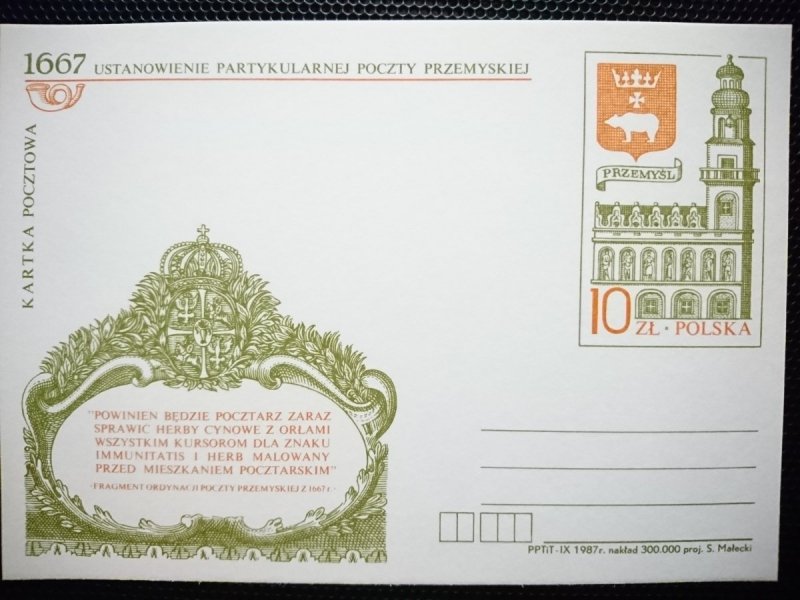 1667 USTANOWIENIE PARTYKULARNEJ POCZTY PRZEMYSKIEJ
KARTKA POCZTOWA
PRZEMYŚL
10 ZŁ · POLSKA
"POWINIEN BĘDZIE POCZTARZ ZARAZ
SPRAWIC HERBY CYNOWE Z ORŁAMI
WSZYSTKIM KURSOROM DLA ZNAKU
IMMUNITATIS I HERB MALOWANY
PRZED MIESZKANIEM POCZTARSKIM"
·FRAGMENT ORDYNACJI POCZTY PRZEMYSKIEJ Z 1667 r.·
PPTiT-IX 1987r. nakład 300.000 proj. S. Małecki